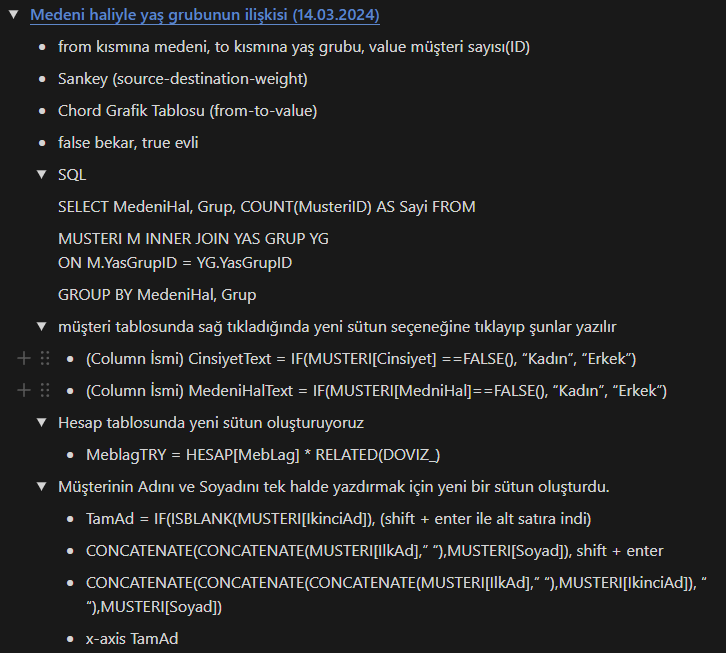 Medeni haliyle yaş grubunun ilişkisi (14.03.2024)
from kısmına medeni, to kısmına yaş grubu, value müşteri sayısı(ID)
Sankey (source-destination-weight)
Chord Grafik Tablosu (from-to-value)
false bekar, true evli
SQL
SELECT MedeniHal, Grup, COUNT(MusteriID) AS Sayi FROM
MUSTERI M INNER JOIN YAS GRUP YG
ON M.YasGrupID = YG.YasGrupID
GROUP BY MedeniHal, Grup
müşteri tablosunda sağ tıkladığında yeni sütun seçeneğine tıklayıp şunlar yazılır
(Column İsmi) CinsiyetText = IF(MUSTERI[Cinsiyet] ==FALSE(), “Kadın”, “Erkek”)
(Column İsmi) MedeniHalText = IF(MUSTERI[MedniHal]==FALSE(), “Kadın”, “Erkek”)
Hesap tablosunda yeni sütun oluşturuyoruz
MeblagTRY = HESAP[MebLag] * RELATED(DOVIZ_)
Müşterinin Adını ve Soyadını tek halde yazdırmak için yeni bir sütun oluşturdu.
TamAd = IF(ISBLANK(MUSTERI[IkinciAd]), (shift + enter ile alt satıra indi)
CONCATENATE(CONCATENATE(MUSTERI[IlkAd],” “),MUSTERI[Soyad]), shift + enter
CONCATENATE(CONCATENATE(CONCATENATE(MUSTERI[IlkAd],” “),MUSTERI[IkinciAd]), “
“),MUSTERI[Soyad])
x-axis TamAd